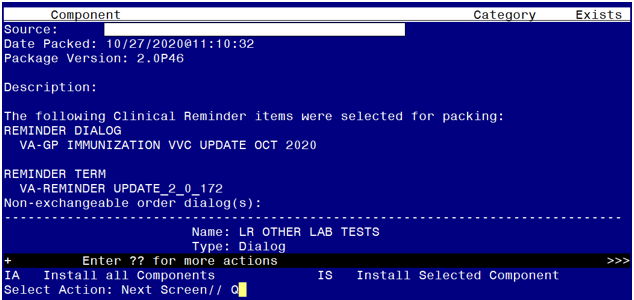 Component Category Exists
Source:
Date Packed: 10/27/2020@11:10:32
Package Version: 2.0P46
Description:
The following Clinical Reminder items were selected for packing:
REMINDER DIALOG
VA-GP IMMUNIZATION VVC UPDATE OCT 2020
REMINDER TERM
VA-REMINDER UPDATE_2_0_172
Non-exchangeable order dialog(s):
--------------------------------------------------------------------------------
Name: LR OTHER LAB TESTS
Type: Dialog
+ Enter ?? for more actions >>>
IA Install all Components IS Install Selected Component
Select Action: Next Screen// Q